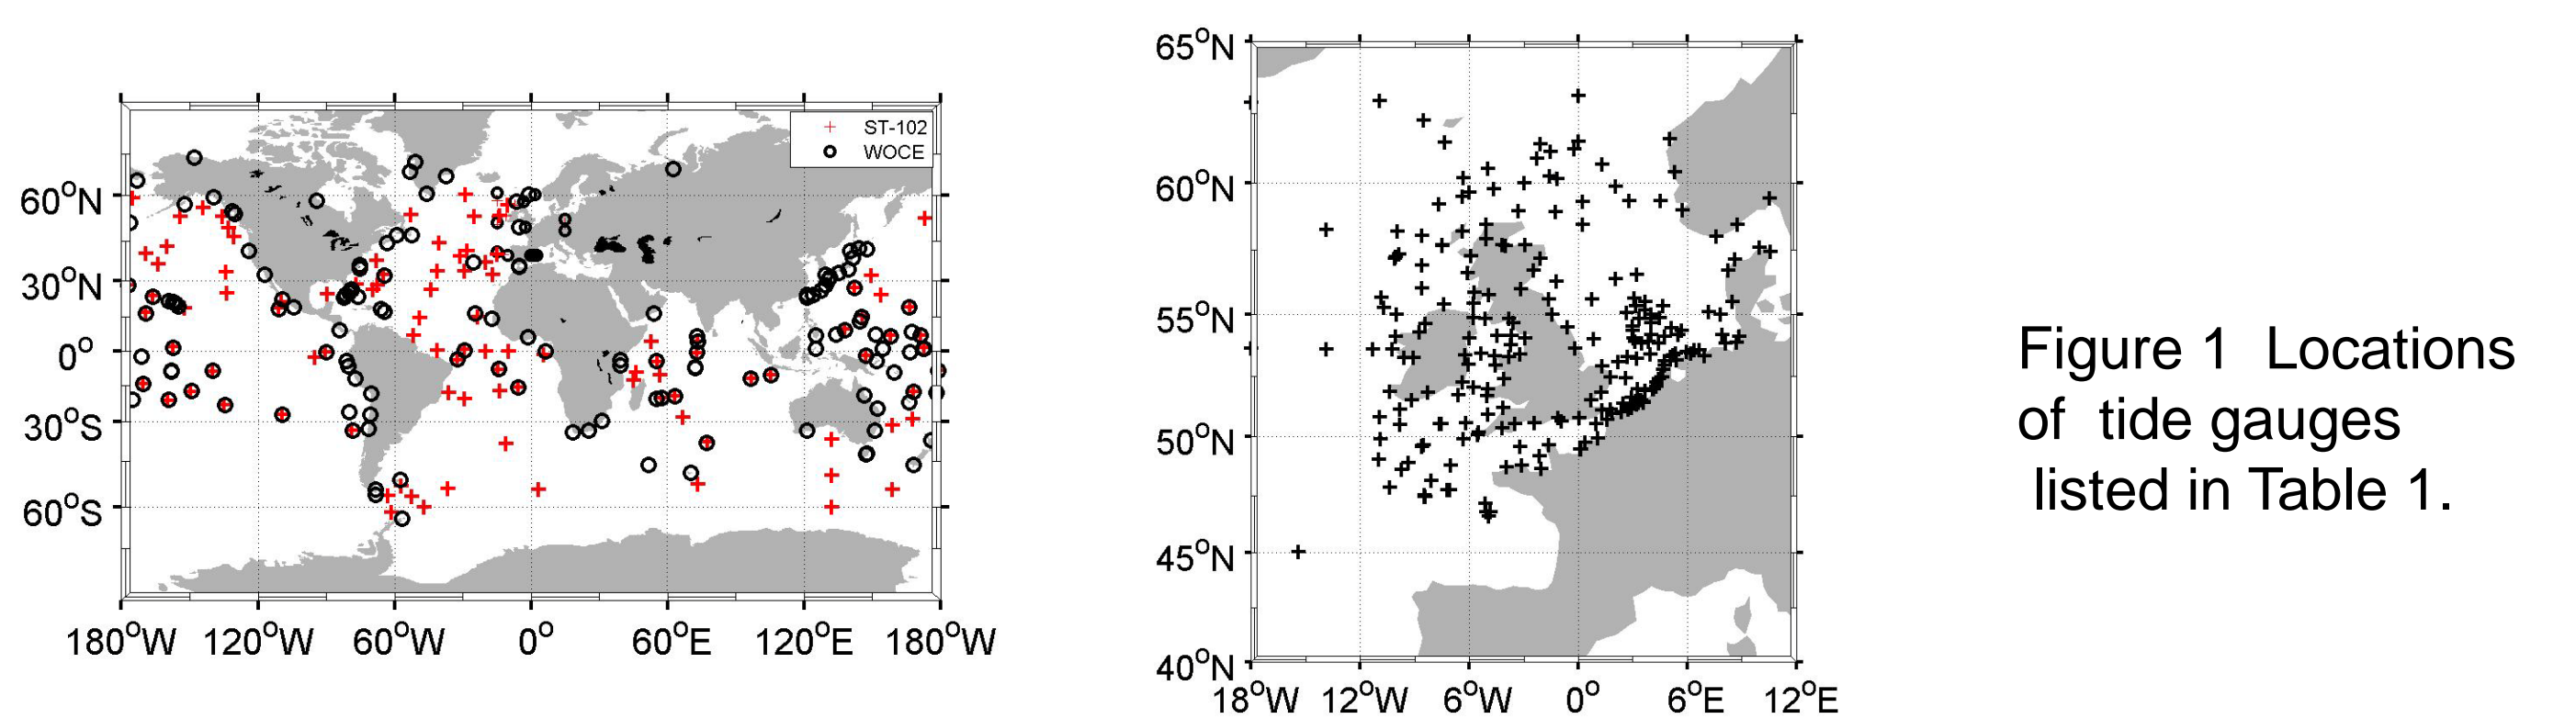 ST-102
WOCE
60°N
30°N
0°
30°S
60°S
180°W 120°W 60°W 0° 60°E 120°E 180°W
65°N
60°N
55°N
50°N
45°N
40°N
18°W 12°W 6°W 0° 6°E 12°E
Figure 1 Locations
of tide gauges
listed in Table 1.